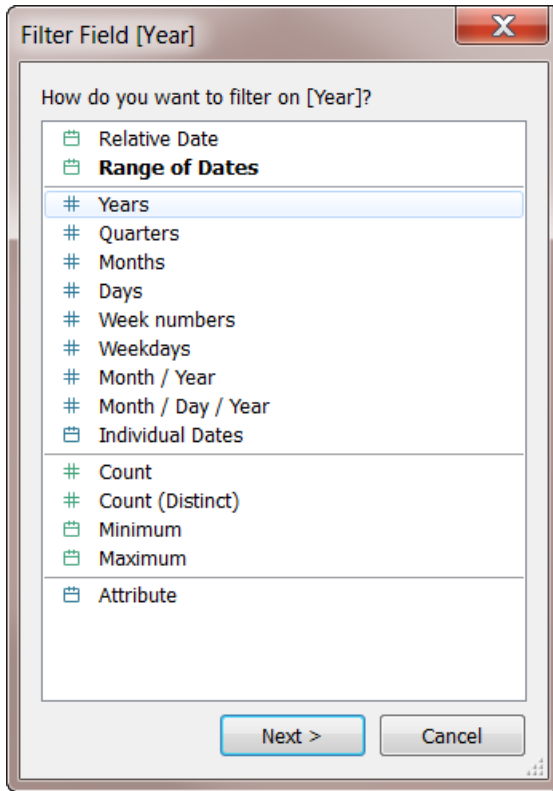 Filter Field [Year]
How do you want to filter on [Year]?
Relative Date
Range of Dates
Years
Quarters
Months
Days
Week numbers
Weekdays
Month / Year
Month / Day / Year
Individual Dates
Count
Count (Distinct)
Minimum
Maximum
Attribute
Next > Cancel